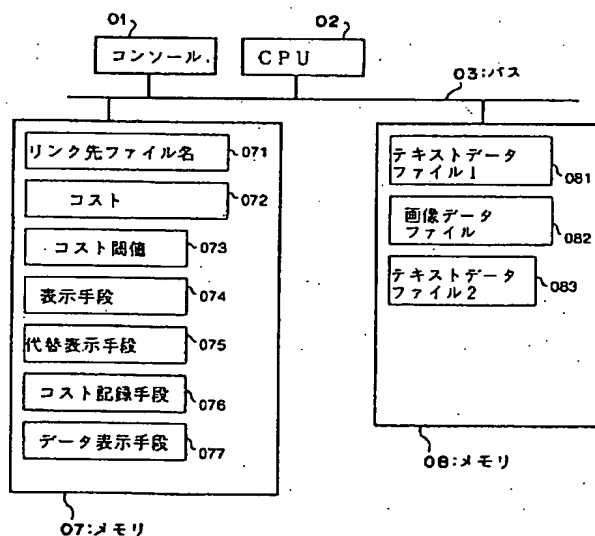 01
02
コンソール
CPU
03:バス
リンク先ファイル名
071
コスト
072
コスト閾値
073
表示手段
074
代替表示手段
075
コスト記録手段
076
データ表示手段
077
07:メモリ
テキストデータ
ファイル1
081
画像データ
ファイル
082
テキストデータ
ファイル2
083
08:メモリ